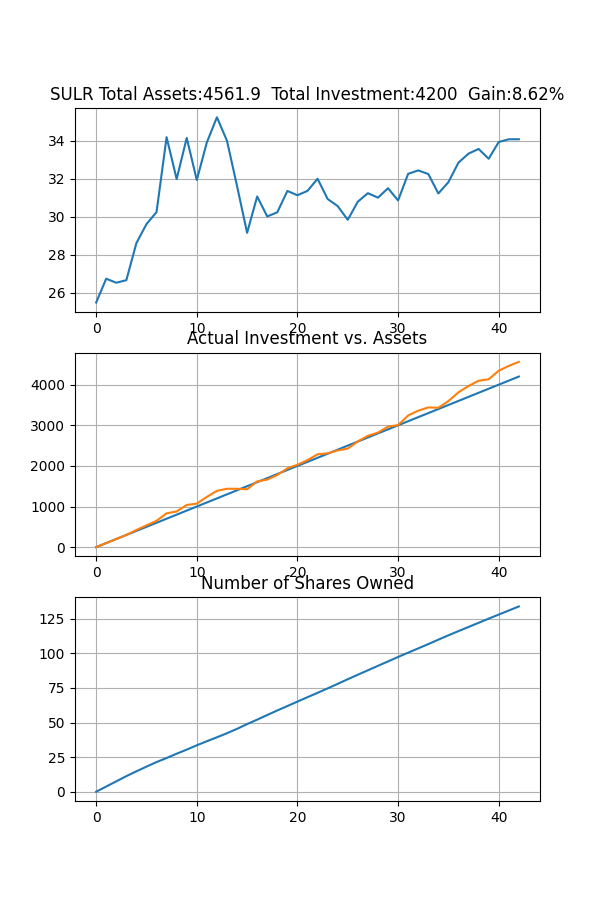 SULR Total Assets:4561.9  Total Investment:4200  Gain:8.62%
34
32
30
28
26
0 10 20 30 40
Actual Investment vs. Assets
4000
3000
2000
1000
0
0 10 20 30 40
Number of Shares Owned
125
100
75
50
25
0
0 10 20 30 40